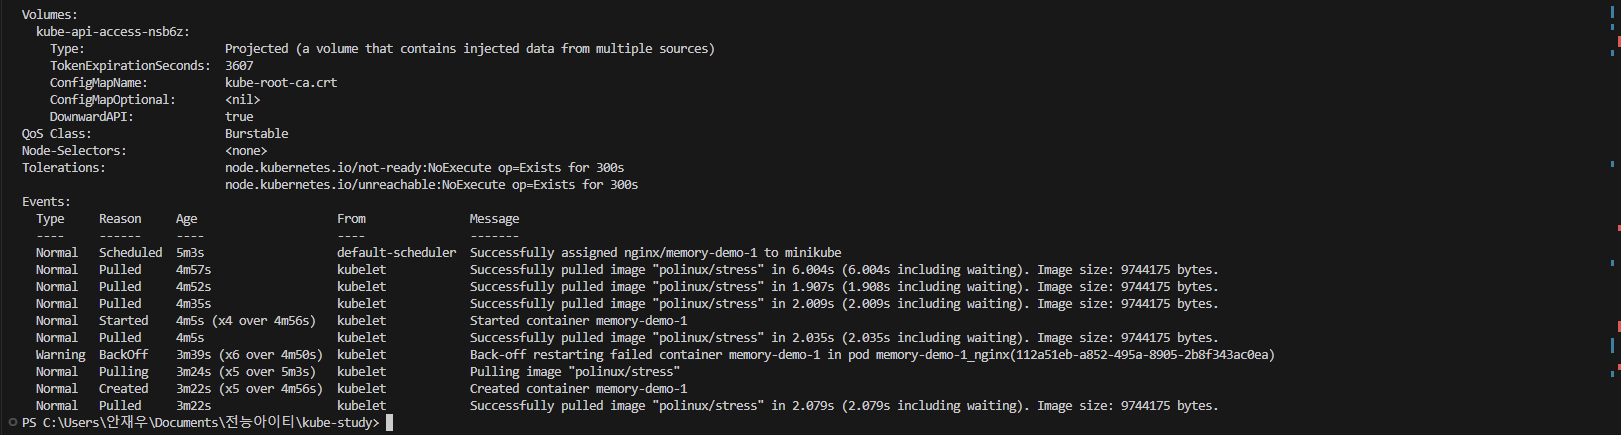 Volumes:
  kube-api-access-nsb6z:
    Type:                    Projected (a volume that contains injected data from multiple sources)
    TokenExpirationSeconds:  3607
    ConfigMapName:           kube-root-ca.crt
    ConfigMapOptional:       <nil>
    DownwardAPI:             true
QoS Class:                   Burstable
Node-Selectors:              <none>
Tolerations:                 node.kubernetes.io/not-ready:NoExecute op=Exists for 300s
                             node.kubernetes.io/unreachable:NoExecute op=Exists for 300s
Events:
  Type     Reason     Age                    From               Message
  ----     ------     ----                   ----               -------
  Normal   Scheduled  5m3s                   default-scheduler  Successfully assigned nginx/memory-demo-1 to minikube
  Normal   Pulled     4m57s                  kubelet            Successfully pulled image "polinux/stress" in 6.004s (6.004s including waiting). Image size: 9744175 bytes.
  Normal   Pulled     4m52s                  kubelet            Successfully pulled image "polinux/stress" in 1.907s (1.908s including waiting). Image size: 9744175 bytes.
  Normal   Pulled     4m35s                  kubelet            Successfully pulled image "polinux/stress" in 2.009s (2.009s including waiting). Image size: 9744175 bytes.
  Normal   Started    4m5s (x4 over 4m56s)   kubelet            Started container memory-demo-1
  Normal   Pulled     4m5s                   kubelet            Successfully pulled image "polinux/stress" in 2.035s (2.035s including waiting). Image size: 9744175 bytes.
  Warning  BackOff    3m39s (x6 over 4m50s)  kubelet            Back-off restarting failed container memory-demo-1 in pod memory-demo-1_nginx(112a51eb-a852-495a-8905-2b8f343ac0ea)
  Normal   Pulling    3m24s (x5 over 5m3s)   kubelet            Pulling image "polinux/stress"
  Normal   Created    3m22s (x5 over 4m56s)  kubelet            Created container memory-demo-1
  Normal   Pulled     3m22s                  kubelet            Successfully pulled image "polinux/stress" in 2.079s (2.079s including waiting). Image size: 9744175 bytes.
PS C:\Users\안재우\Documents\전능아이티\kube-study>